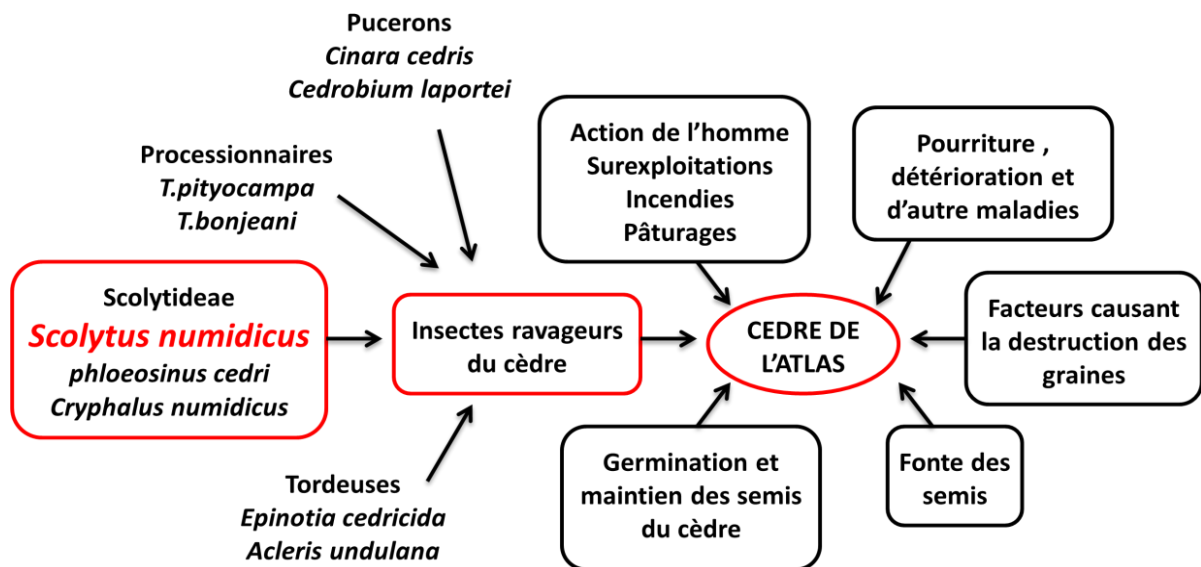 Pucerons
Cinara cedris
Cedrobium laportei
Processionnaires
T.pityocampa
T.bonjeani
Scolytideae
Scolytus numidicus
phloeosinus cedri
Cryphalus numidicus
Tordeuses
Epinotia cedricida
Acleris undulana
Insectes ravageurs
du cèdre
Action de l’homme
Surexploitations
Incendies
Pâturages
Pourriture ,
détérioration et
d’autre maladies
CEDRE DE
L’ATLAS
Facteurs causant
la destruction des
graines
Germination et
maintien des semis
du cèdre
Fonte des
semis